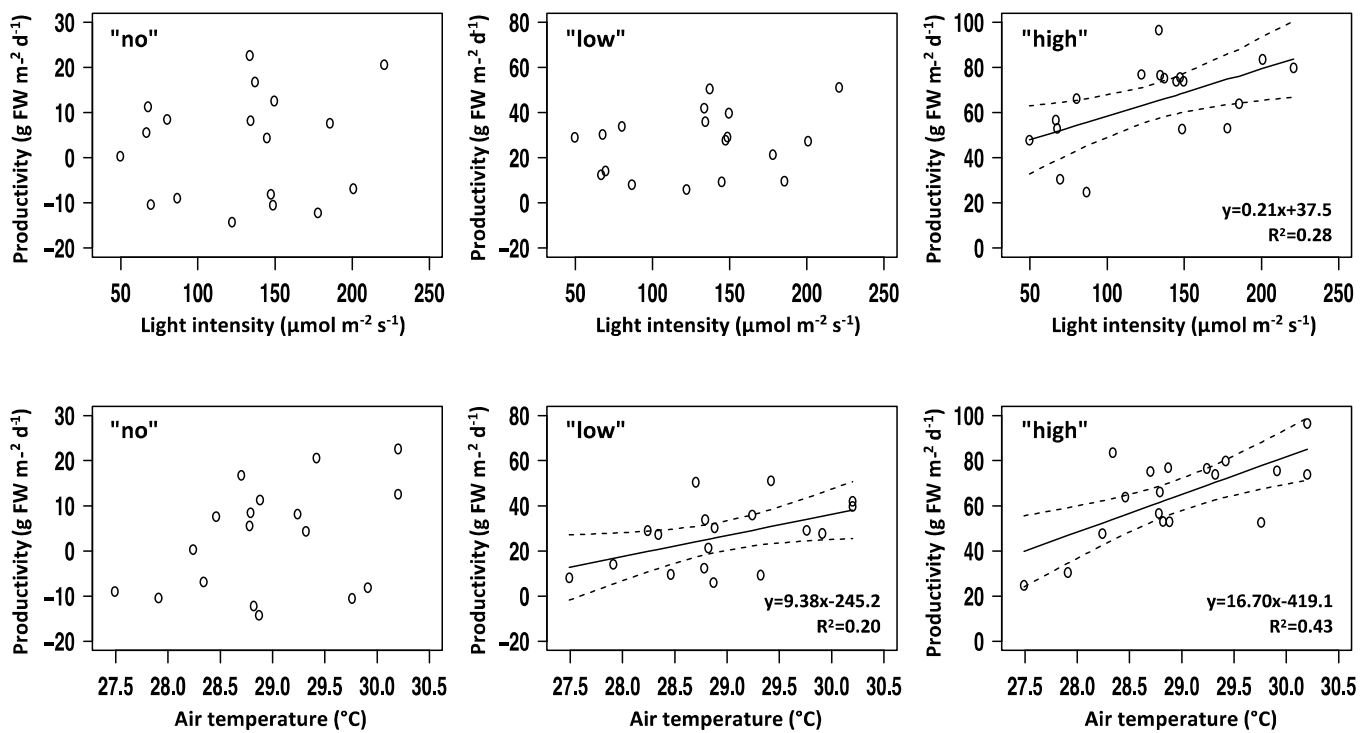 "no"
Productivity (g FW m⁻² d⁻¹)
30
20
10
0
−10
−20
50 100 150 200 250
Light intensity (µmol m⁻² s⁻¹)
"low"
Productivity (g FW m⁻² d⁻¹)
80
60
40
20
0
−20
50 100 150 200 250
Light intensity (µmol m⁻² s⁻¹)
"high"
Productivity (g FW m⁻² d⁻¹)
100
80
60
40
20
0
y=0.21x+37.5
R²=0.28
50 100 150 200 250
Light intensity (µmol m⁻² s⁻¹)
"no"
Productivity (g FW m⁻² d⁻¹)
30
20
10
0
−10
−20
27.5 28.0 28.5 29.0 29.5 30.0 30.5
Air temperature (°C)
"low"
Productivity (g FW m⁻² d⁻¹)
80
60
40
20
0
−20
y=9.38x-245.2
R²=0.20
27.5 28.0 28.5 29.0 29.5 30.0 30.5
Air temperature (°C)
"high"
Productivity (g FW m⁻² d⁻¹)
100
80
60
40
20
0
y=16.70x-419.1
R²=0.43
27.5 28.0 28.5 29.0 29.5 30.0 30.5
Air temperature (°C)